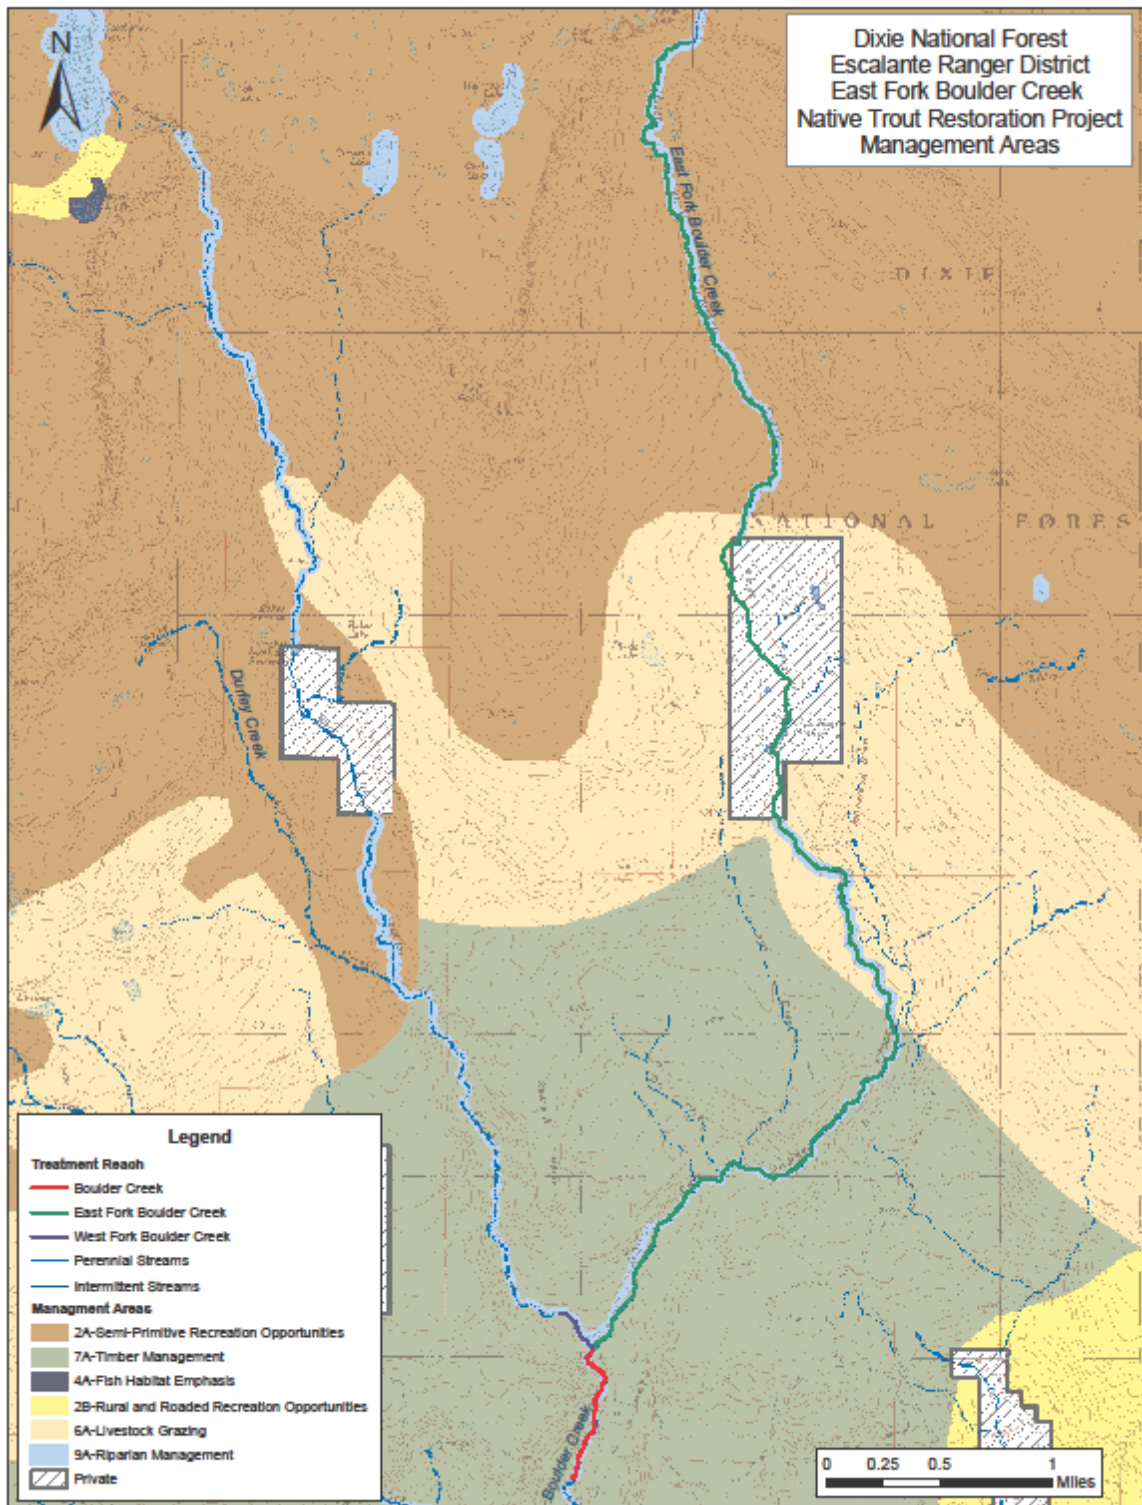 Dixie National Forest
Escalante Ranger District
East Fork Boulder Creek
Native Trout Restoration Project
Management Areas
N
East Fork Boulder Creek
DIXIE
NATIONAL FORES
Durfey Creek
Boulder Creek
Legend
Treatment Reach
Boulder Creek
East Fork Boulder Creek
West Fork Boulder Creek
Perennial Streams
Intermittent Streams
Managment Areas
2A-Semi-Primitive Recreation Opportunities
7A-Timber Management
4A-Fish Habitat Emphasis
2B-Rural and Roaded Recreation Opportunities
6A-Livestock Grazing
9A-Riparian Management
Private
0 0.25 0.5 1
Miles